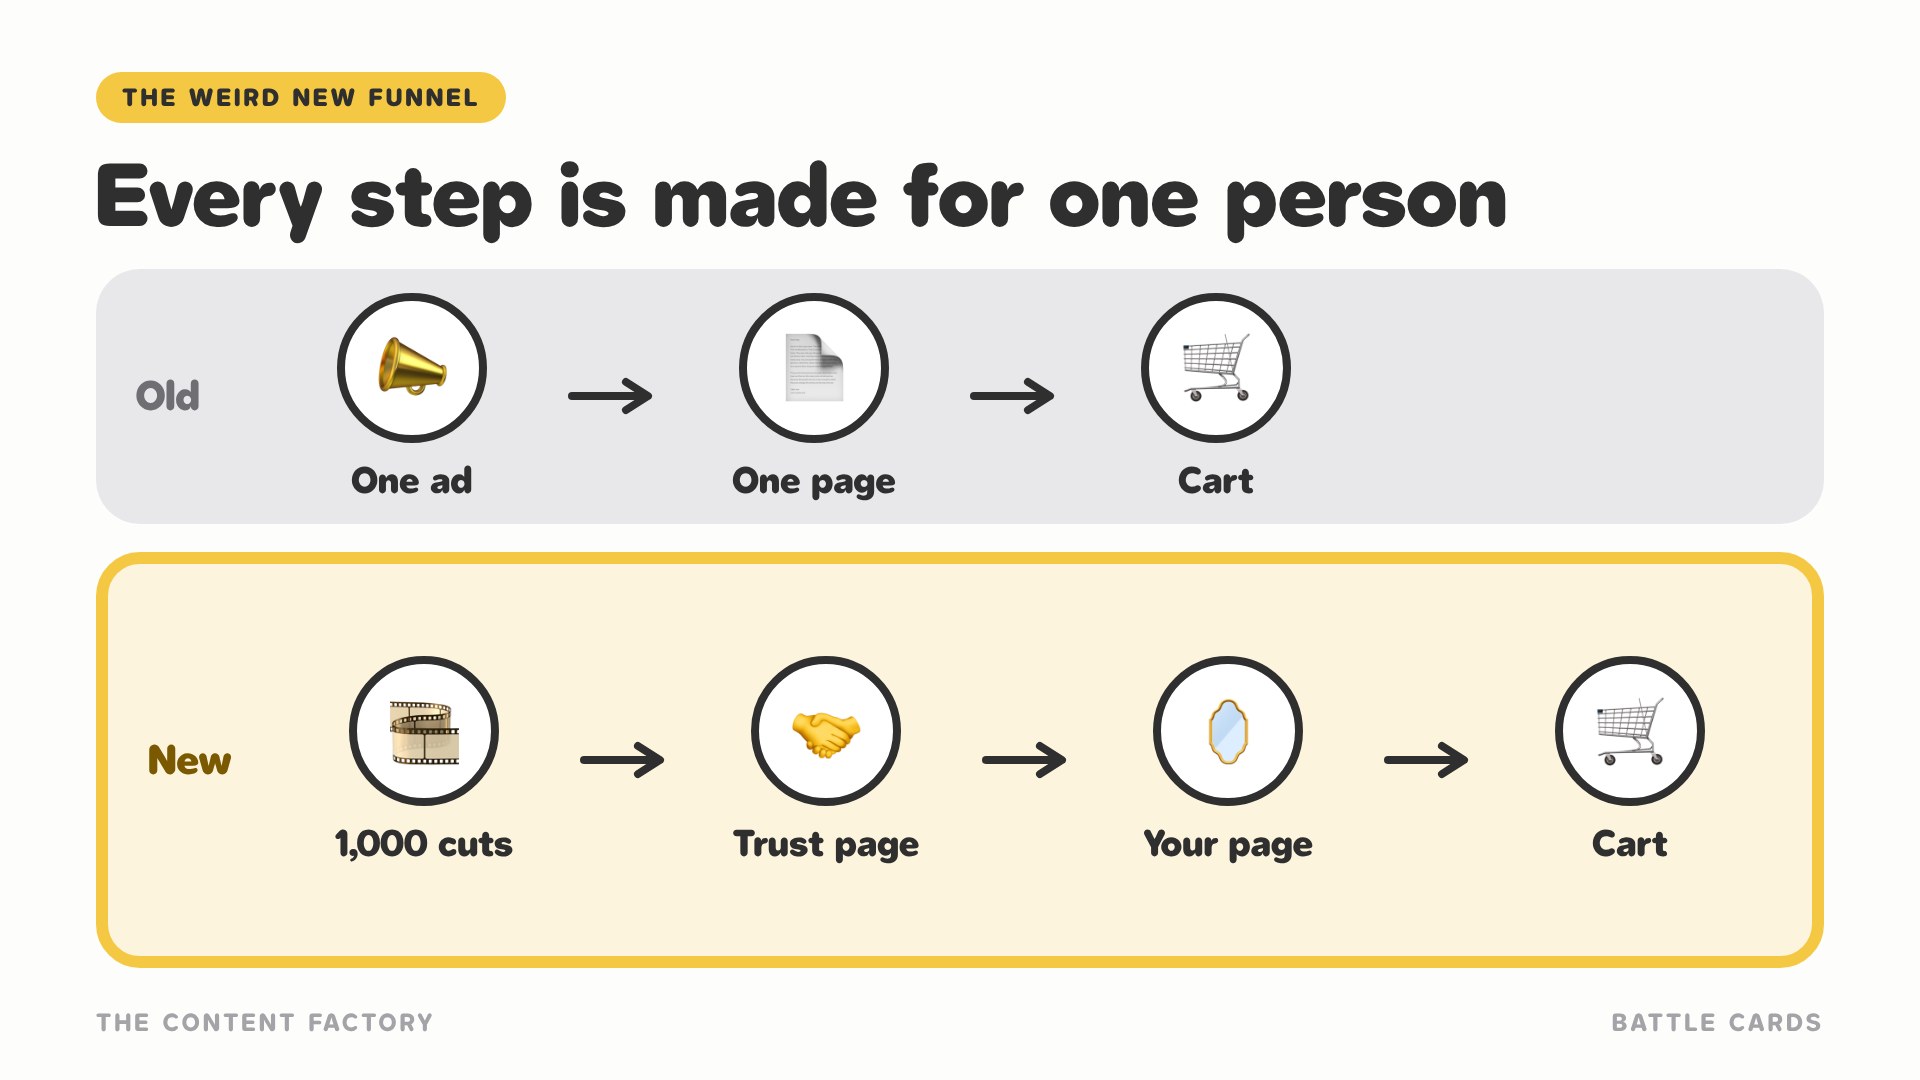 THE WEIRD NEW FUNNEL
Every step is made for one person
Old
One ad
One page
Cart
New
1,000 cuts
Trust page
Your page
Cart
THE CONTENT FACTORY
BATTLE CARDS